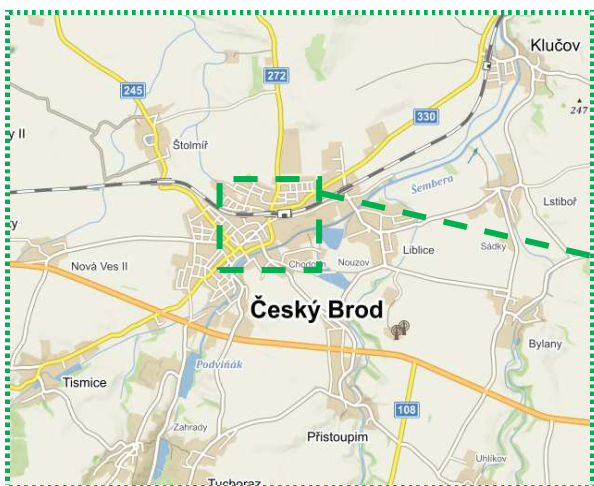 Klučov
272
245
247
330
y II
Štolmíř
Šembera
Lstiboř
y
Sádky
Liblice
Nová Ves II
Chodoun
Nouzov
Český Brod
Bylany
Podviňák
Tismice
108
Zahrady
Přistoupim
Uhlíkov
Tuchoraz